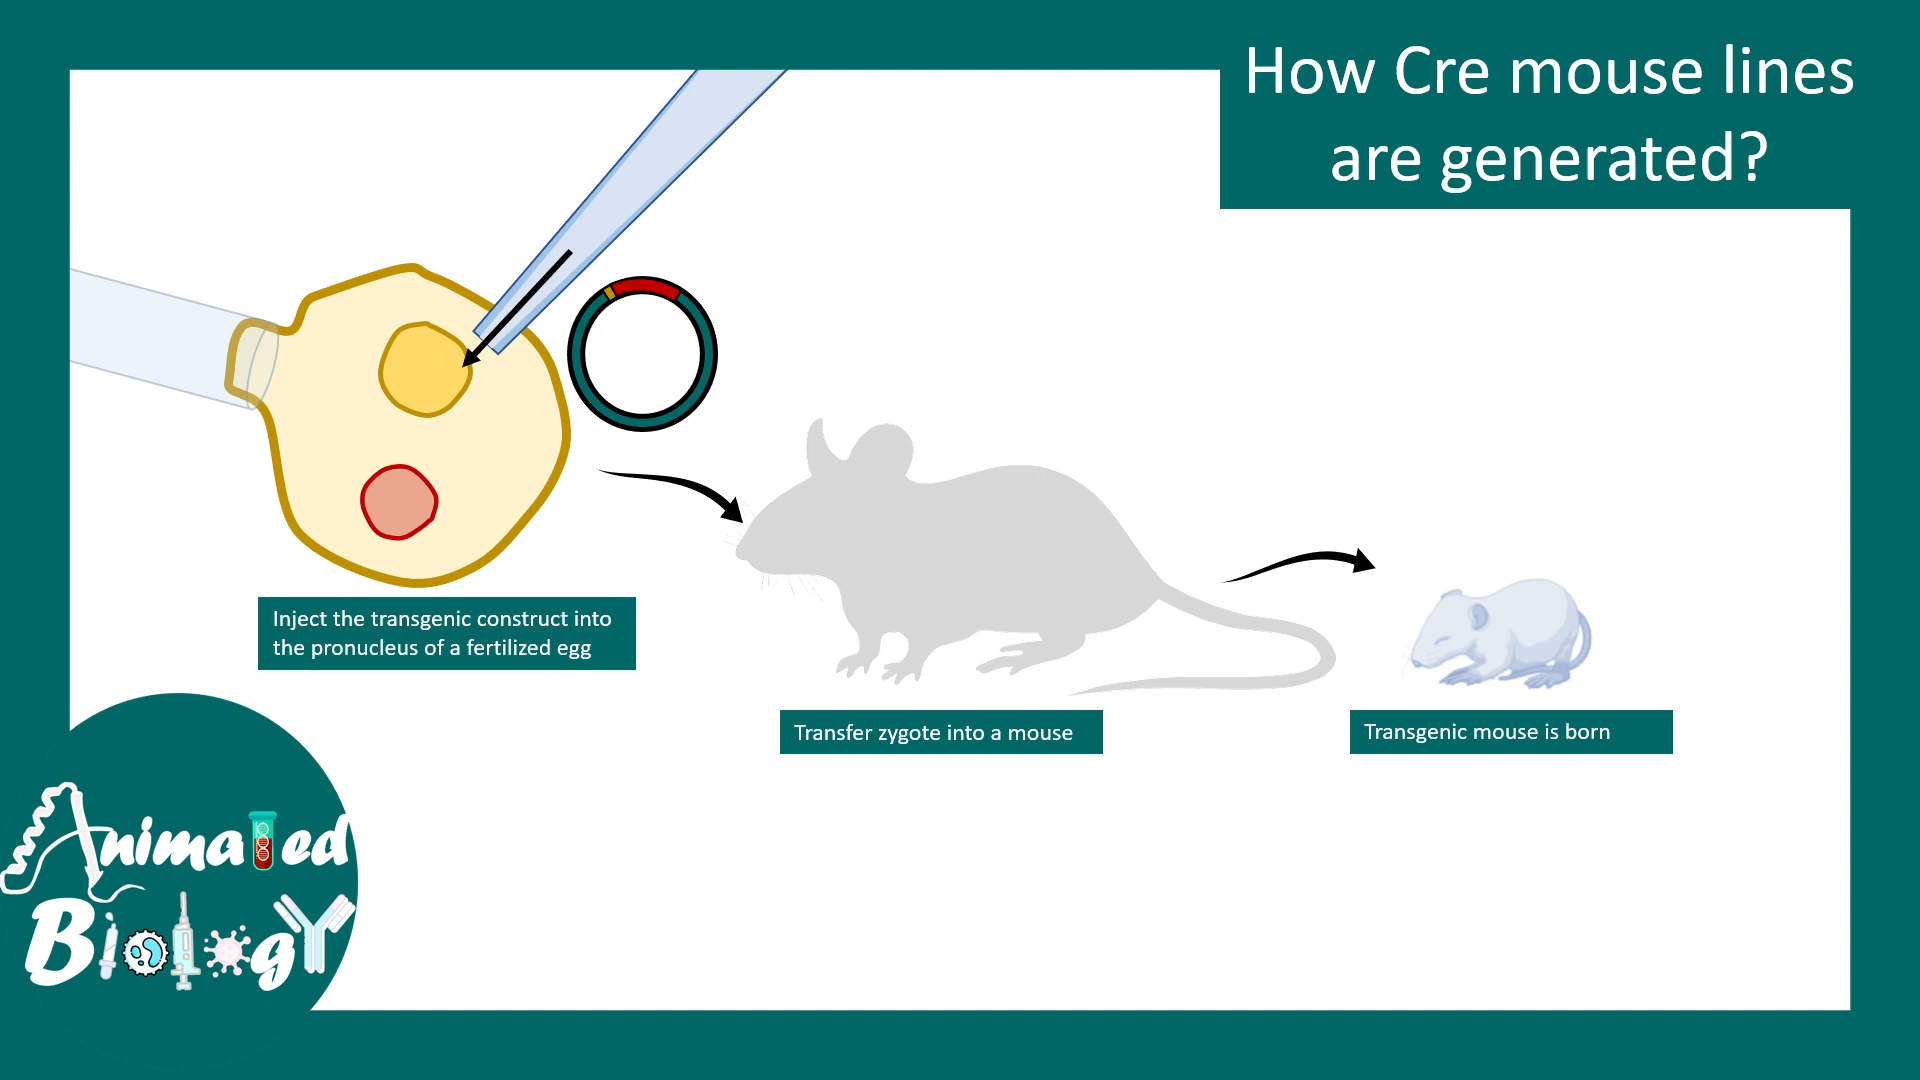 How Cre mouse lines
are generated?
Inject the transgenic construct into
the pronucleus of a fertilized egg
Transfer zygote into a mouse
Transgenic mouse is born
Animated
Biology